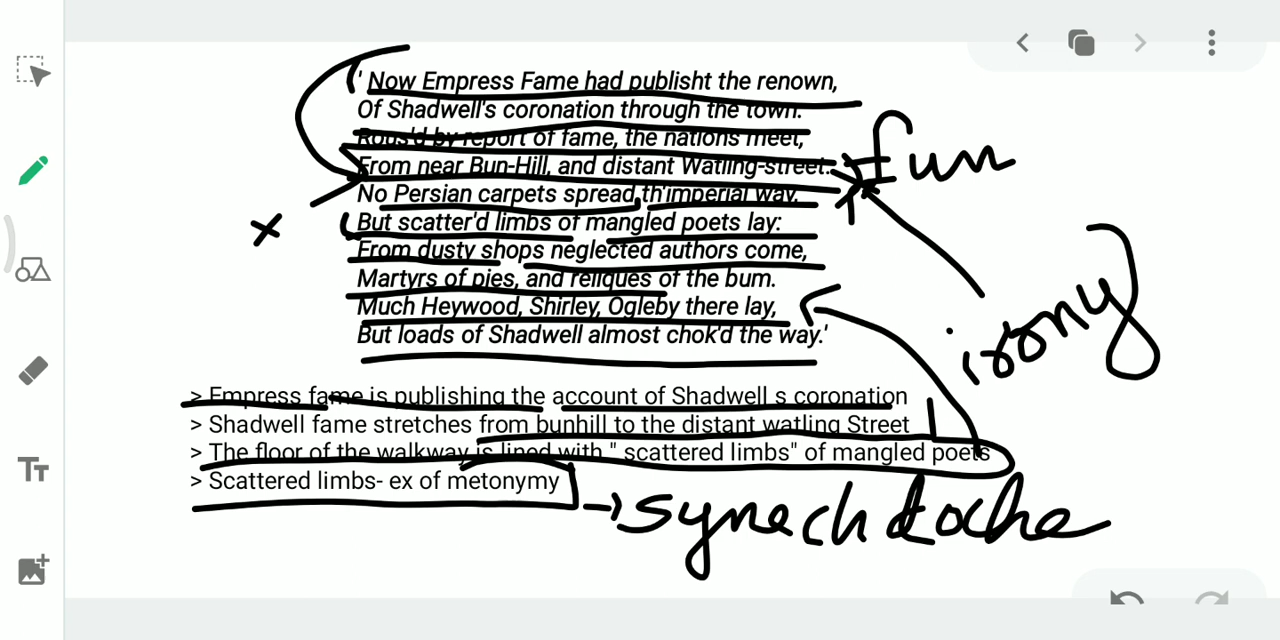 ' Now Empress Fame had publisht the renown,
Of Shadwell's coronation through the town.
Rous'd by report of fame, the nations meet,
From near Bun-Hill, and distant Watling-street.
No Persian carpets spread, th'imperial way,
But scatter'd limbs of mangled poets lay:
From dusty shops neglected authors come,
Martyrs of pies, and reliques of the bum.
Much Heywood, Shirley, Ogleby there lay,
But loads of Shadwell almost chok'd the way.'
fun
x
irony
> Empress fame is publishing the account of Shadwell s coronation
> Shadwell fame stretches from bunhill to the distant watling Street
> The floor of the walkway is lined with " scattered limbs" of mangled poets
> Scattered limbs- ex of metonymy
synechdoche
Tт